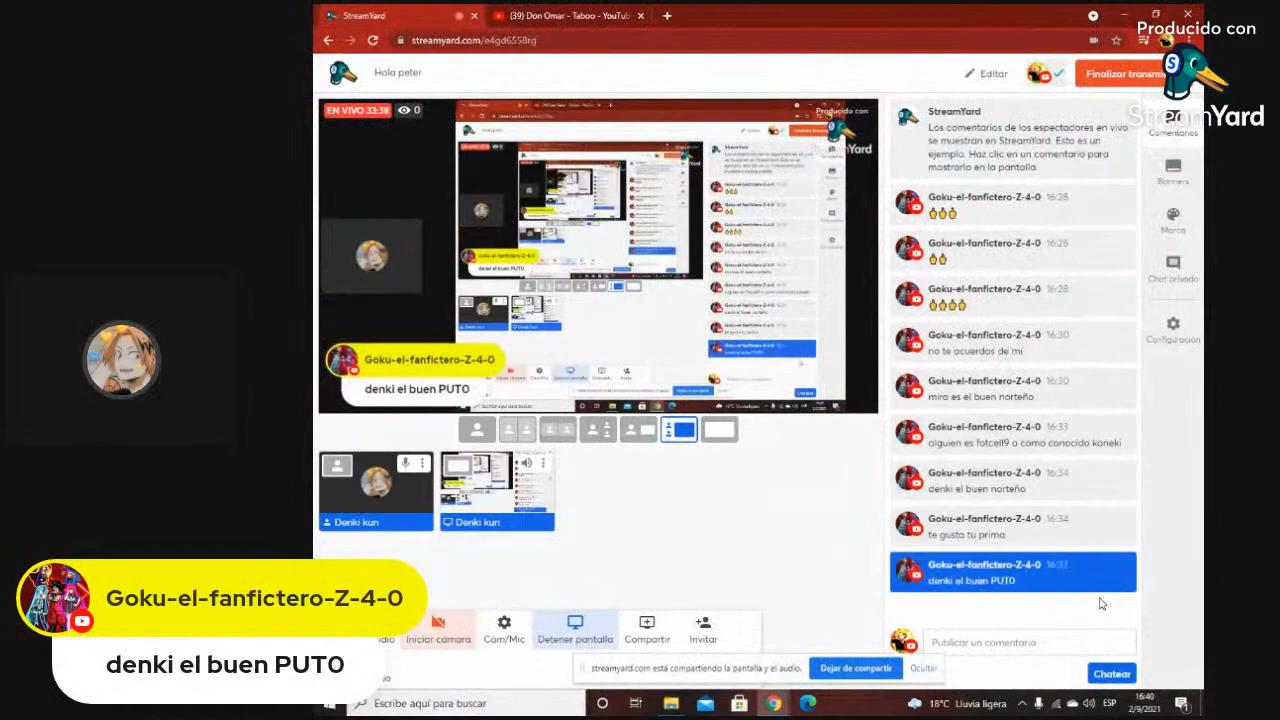 StreamYard
(39) Don Omar - Taboo - YouTub
streamyard.com/e4gd6558rg
Producido con
StreamYard
Hola peter
Editar
Finalizar transmi
EN VIVO 33:38
0
Producido con
StreamYard
Los comentarios de los espectadores en vivo
se muestran en StreamYard. Esto es un
ejemplo. Haz clic en un comentario para
mostrarlo en la pantalla.
Comentarios
Banners
Marca
Chat privado
Configuración
Goku-el-fanfictero-Z-4-0 16:28
Goku-el-fanfictero-Z-4-0 16:28
Goku-el-fanfictero-Z-4-0 16:28
Goku-el-fanfictero-Z-4-0 16:30
no te acuerdos de mi
Goku-el-fanfictero-Z-4-0 16:30
mira es el buen norteño
Goku-el-fanfictero-Z-4-0 16:33
alguien es fotcell9 o como conocido kaneki
Goku-el-fanfictero-Z-4-0 16:34
denki el buen norteño
Goku-el-fanfictero-Z-4-0 16:34
te gusta tu prima
Goku-el-fanfictero-Z-4-0 16:37
denki el buen PUT0
Goku-el-fanfictero-Z-4-0
denki el buen PUT0
Denki kun
Denki kun
Iniciar cámara
Cám/Mic
Detener pantalla
Compartir
Invitar
Publicar un comentario
Chatear
streamyard.com está compartiendo la pantalla y el audio.
Dejar de compartir
Ocultar
Goku-el-fanfictero-Z-4-0
denki el buen PUT0
Escribe aquí para buscar
18°C Lluvia ligera
ESP
16:40
2/9/2021